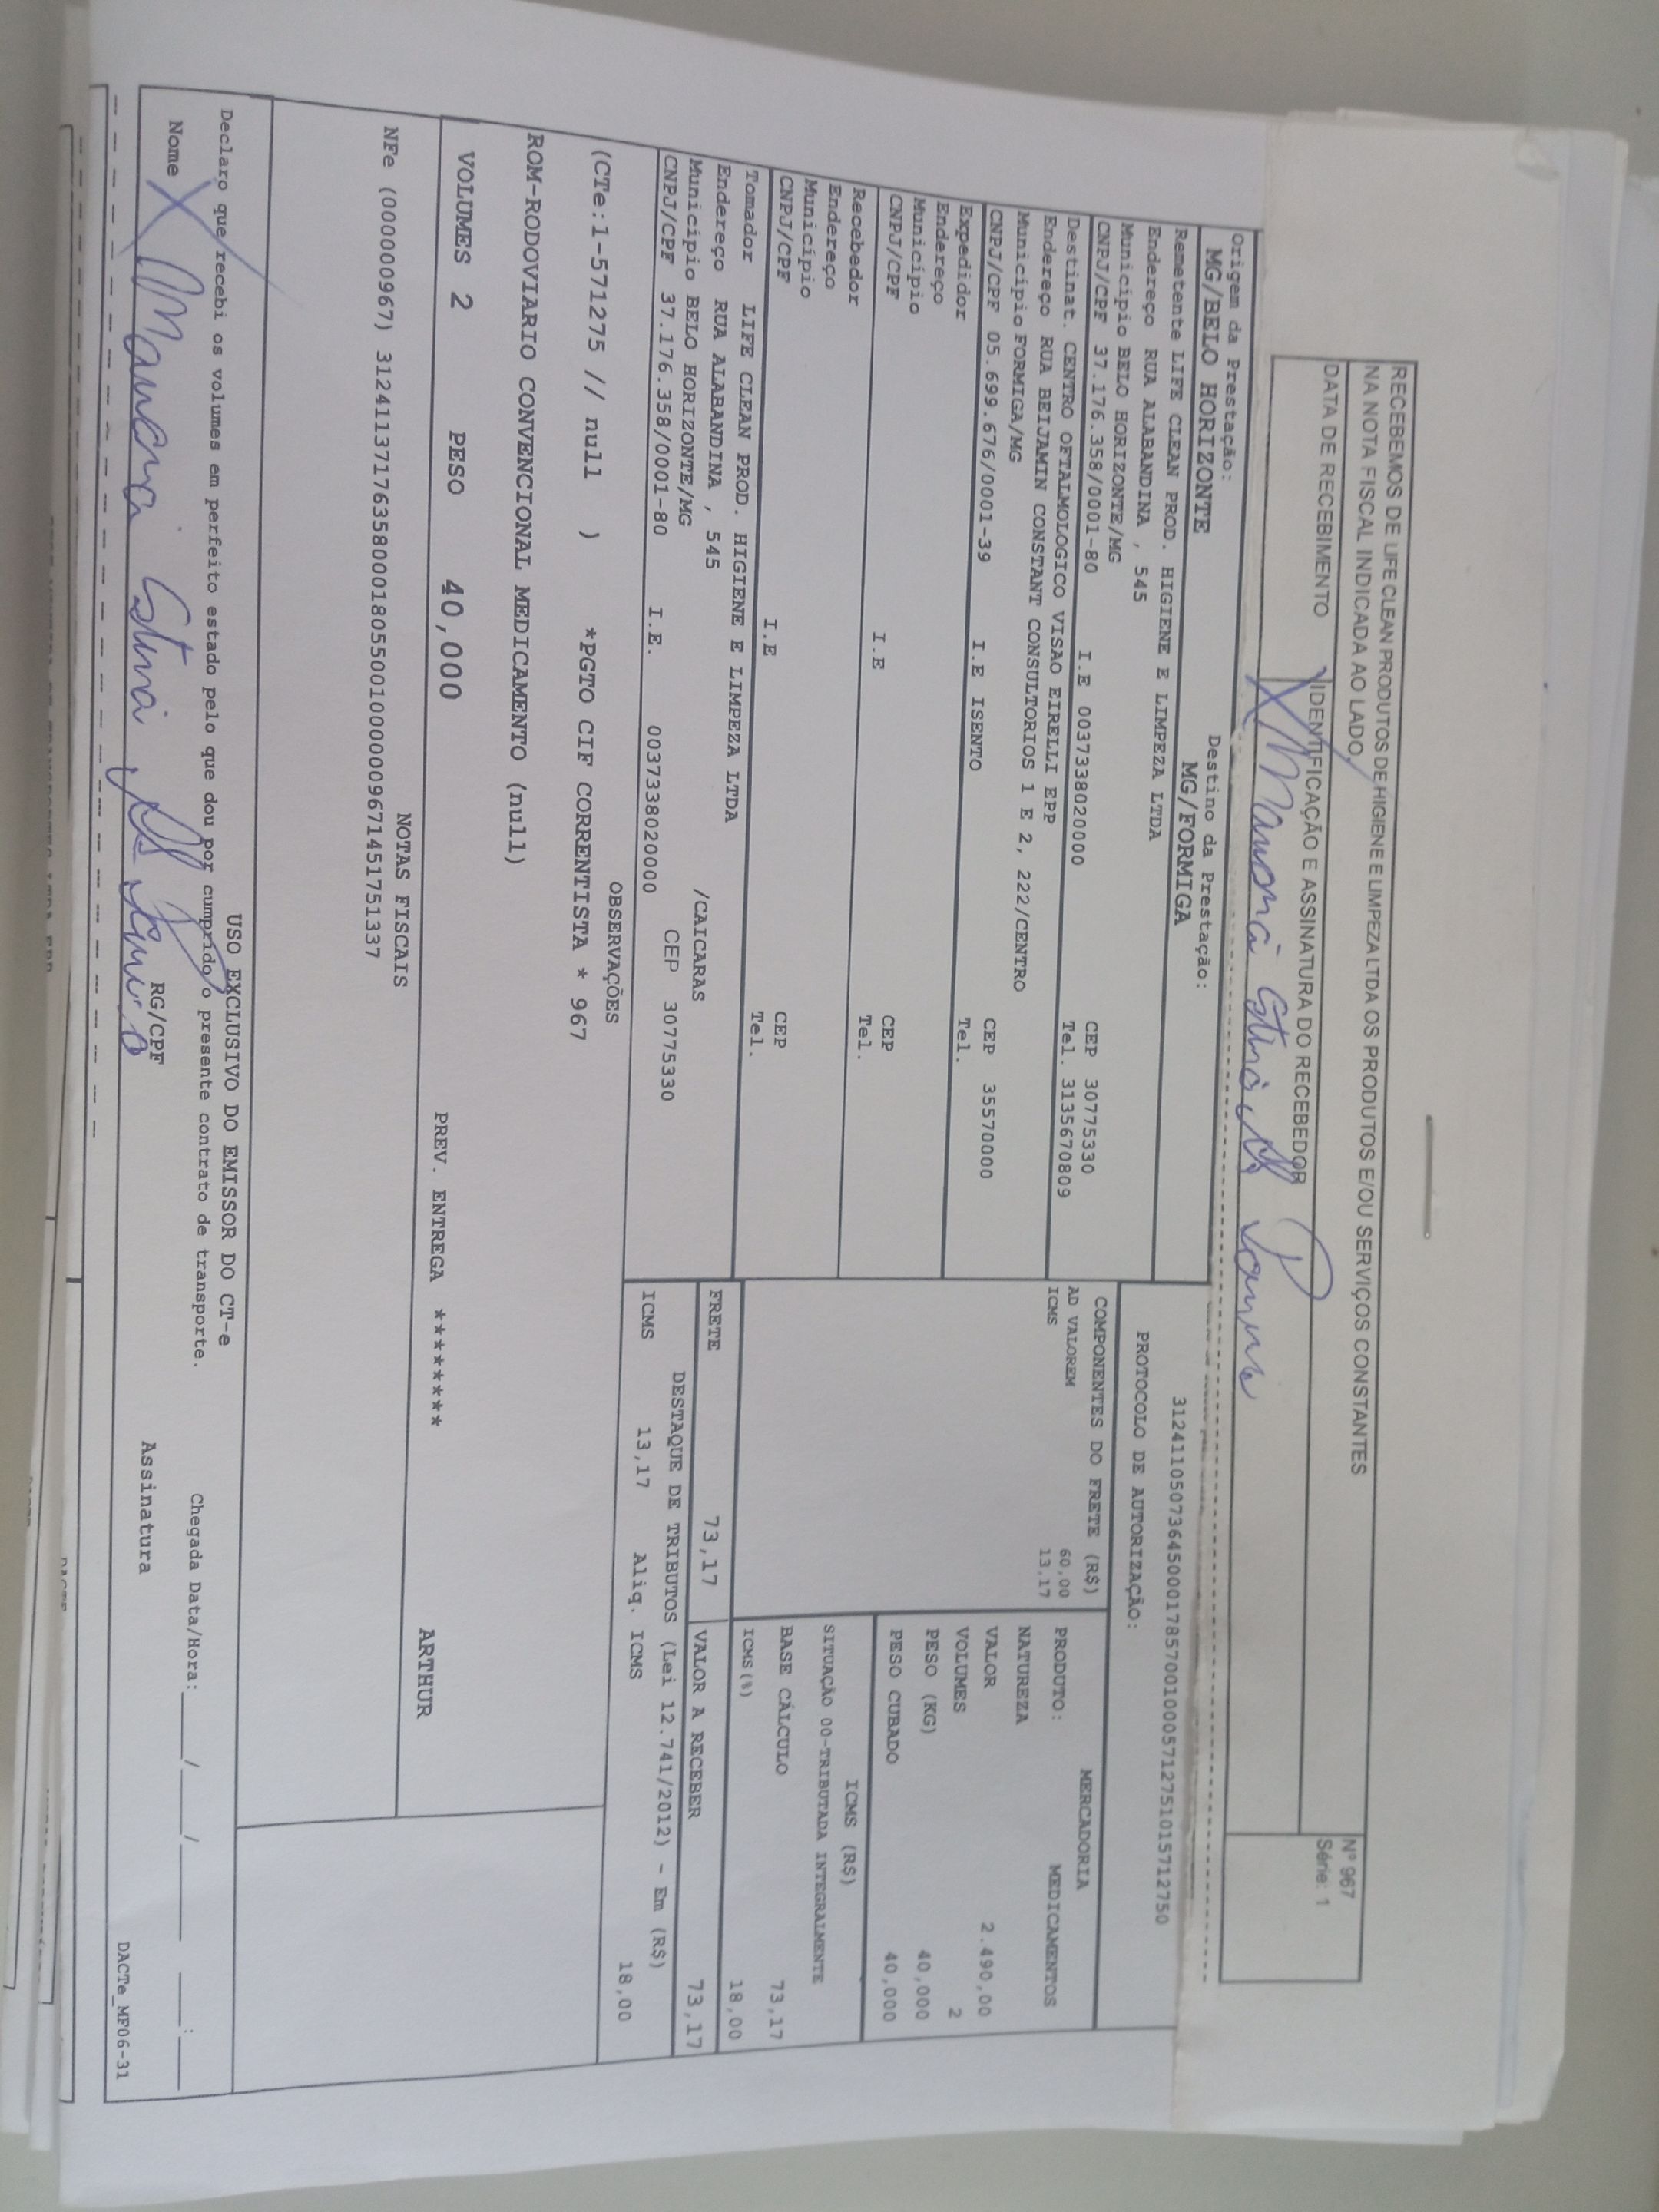 RECEBEMOS DE LIFE CLEAN PRODUTOS DE HIGIENE E LIMPEZA LTDA OS PRODUTOS E/OU SERVIÇOS CONSTANTES
NA NOTA FISCAL INDICADA AO LADO
Nº 967
Série: 1
DATA DE RECEBIMENTO
IDENTIFICAÇÃO E ASSINATURA DO RECEBEDOR
X
Origem da Prestação:
MG/BELO HORIZONTE
Destino da Prestação:
MG/FORMIGA
31241105073645000178570010005712751015712750
PROTOCOLO DE AUTORIZAÇÃO:
Remetente LIFE CLEAN PROD. HIGIENE E LIMPEZA LTDA
Endereço RUA ALABANDINA , 545
Município BELO HORIZONTE/MG CEP 30775330
CNPJ/CPF 37.176.358/0001-80 I.E 0037338020000 Tel. 3135670809
Destinat. CENTRO OFTALMOLOGICO VISAO EIRELLI EPP
Endereço RUA BEIJAMIN CONSTANT CONSULTORIOS 1 E 2, 222/CENTRO
Município FORMIGA/MG CEP 35570000
CNPJ/CPF 05.699.676/0001-39 I.E ISENTO Tel.
Expedidor
Endereço
Município CEP
CNPJ/CPF I.E Tel.
Recebedor
Endereço
Município CEP
CNPJ/CPF I.E Tel.
Tomador LIFE CLEAN PROD. HIGIENE E LIMPEZA LTDA
Endereço RUA ALABANDINA , 545 /CAICARAS
Município BELO HORIZONTE/MG CEP 30775330
CNPJ/CPF 37.176.358/0001-80 I.E. 0037338020000
COMPONENTES DO FRETE (R$)
AD VALOREM 60,00
ICMS 13,17
MERCADORIA
PRODUTO: MEDICAMENTOS
NATUREZA
VALOR 2.490,00
VOLUMES 2
PESO (KG) 40,000
PESO CUBADO 40,000
ICMS (R$)
SITUAÇÃO 00-TRIBUTADA INTEGRALMENTE
BASE CÁLCULO 73,17
ICMS(%) 18,00
FRETE 73,17 VALOR A RECEBER 73,17
DESTAQUE DE TRIBUTOS (Lei 12.741/2012) - Em (R$)
ICMS 13,17 Aliq. ICMS 18,00
OBSERVAÇÕES
(CTe:1-571275 // null ) *PGTO CIF CORRENTISTA * 967
ROM-RODOVIARIO CONVENCIONAL MEDICAMENTO (null)
VOLUMES 2 PESO 40,000 PREV. ENTREGA ******** ARTHUR
NOTAS FISCAIS
NFe (000000967) 31241137176358000180550010000009671451751337
USO EXCLUSIVO DO EMISSOR DO CT-e
Declaro que recebi os volumes em perfeito estado pelo que dou por cumprido o presente contrato de transporte.
Chegada Data/Hora:____/____/____ ___:___
Nome X RG/CPF Assinatura
DACTe_MF06-31